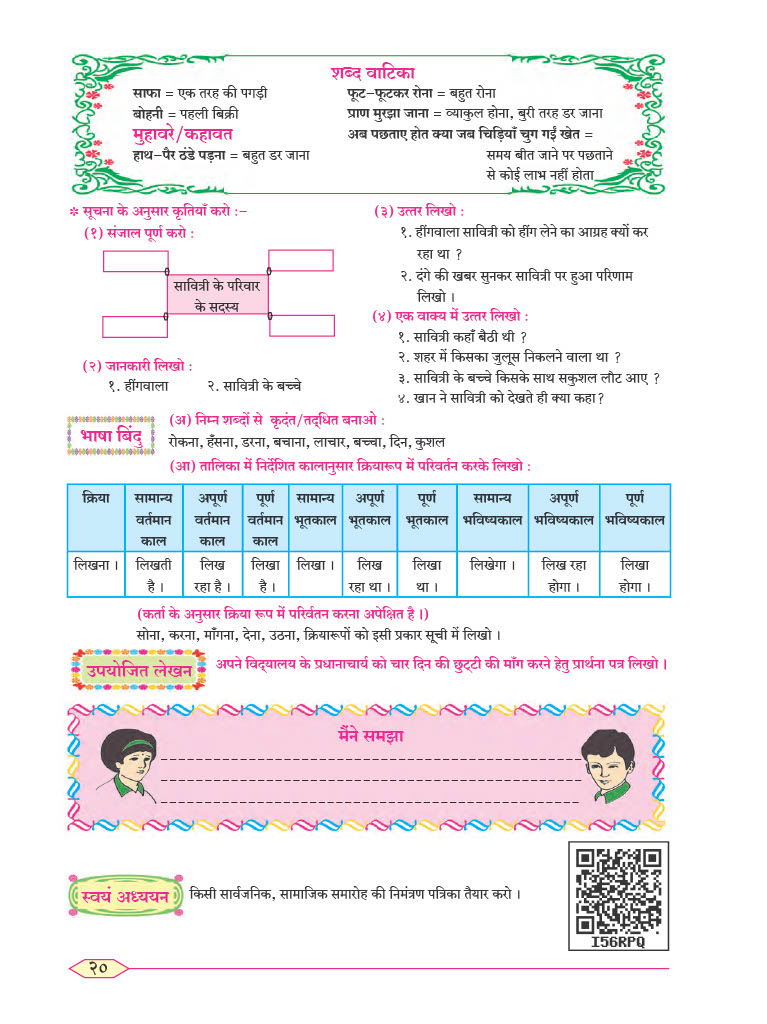 शब्द वाटिका
साफा = एक तरह की पगड़ी
बोहनी = पहली बिक्री
मुहावरे/कहावत
हाथ-पैर ठंडे पड़ना = बहुत डर जाना
फूट-फूटकर रोना = बहुत रोना
प्राण मुरझा जाना = व्याकुल होना, बुरी तरह डर जाना
अब पछताए होत क्या जब चिड़ियाँ चुग गईं खेत =
समय बीत जाने पर पछताने
से कोई लाभ नहीं होता
* सूचना के अनुसार कृतियाँ करो :-
(१) संजाल पूर्ण करो :
सावित्री के परिवार
के सदस्य
(२) जानकारी लिखो :
१. हींगवाला २. सावित्री के बच्चे
(३) उत्तर लिखो :
१. हींगवाला सावित्री को हींग लेने का आग्रह क्यों कर
रहा था ?
२. दंगे की खबर सुनकर सावित्री पर हुआ परिणाम
लिखो ।
(४) एक वाक्य में उत्तर लिखो :
१. सावित्री कहाँ बैठी थी ?
२. शहर में किसका जुलूस निकलने वाला था ?
३. सावित्री के बच्चे किसके साथ सकुशल लौट आए ?
४. खान ने सावित्री को देखते ही क्या कहा?
भाषा बिंदु
(अ) निम्न शब्दों से कृदंत/तद्धित बनाओ :
रोकना, हँसना, डरना, बचाना, लाचार, बच्चा, दिन, कुशल
(आ) तालिका में निर्देशित कालानुसार क्रियारूप में परिवर्तन करके लिखो :
क्रिया सामान्य अपूर्ण पूर्ण सामान्य अपूर्ण पूर्ण सामान्य अपूर्ण पूर्ण
वर्तमान वर्तमान वर्तमान भूतकाल भूतकाल भूतकाल भविष्यकाल भविष्यकाल भविष्यकाल
काल काल काल
लिखना । लिखती लिख लिखा लिखा । लिख लिखा लिखेगा । लिख रहा लिखा
है । रहा है । है । रहा था । था । होगा । होगा ।
(कर्ता के अनुसार क्रिया रूप में परिवर्तन करना अपेक्षित है ।)
सोना, करना, माँगना, देना, उठना, क्रियारूपों को इसी प्रकार सूची में लिखो ।
उपयोजित लेखन
अपने विद्यालय के प्रधानाचार्य को चार दिन की छुट्टी की माँग करने हेतु प्रार्थना पत्र लिखो ।
मैंने समझा
स्वयं अध्ययन
किसी सार्वजनिक, सामाजिक समारोह की निमंत्रण पत्रिका तैयार करो ।
I56RPQ
२०